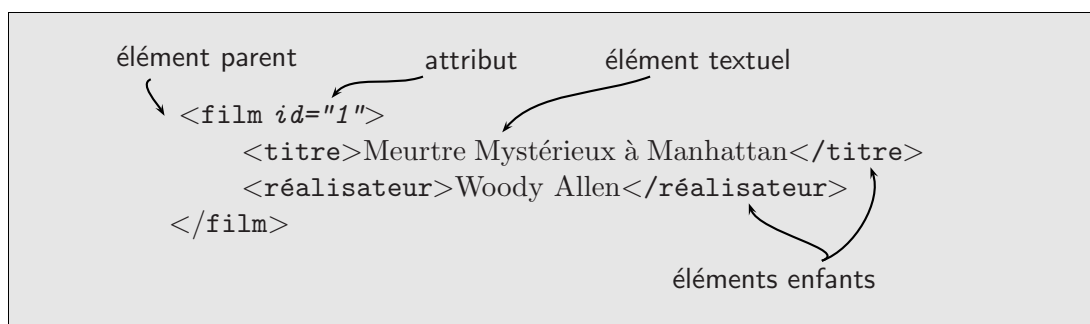 élément parent
attribut
élément textuel
<film id="1">
<titre>Meurtre Mystérieux à Manhattan</titre>
<réalisateur>Woody Allen</réalisateur>
</film>
éléments enfants